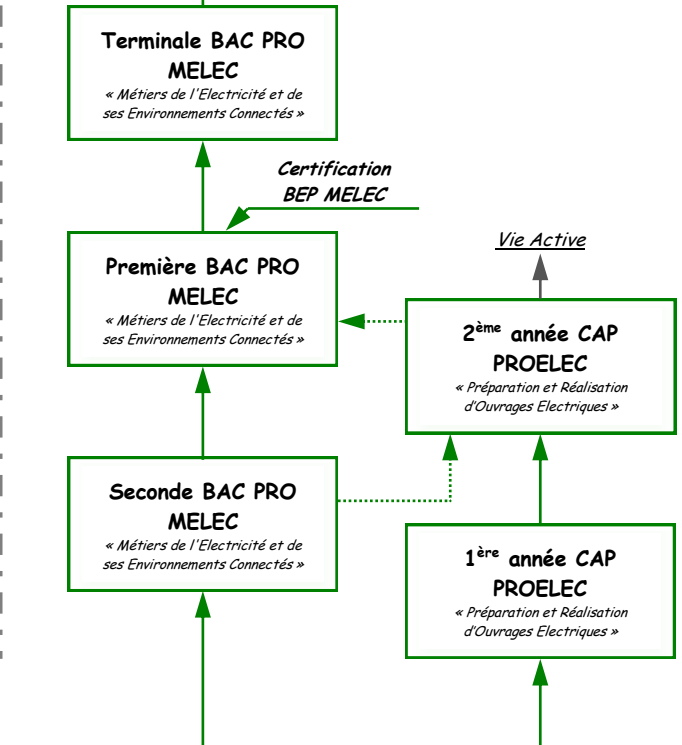 Terminale BAC PRO
MELEC
« Métiers de l'Electricité et de
ses Environnements Connectés »
Certification
BEP MELEC
Première BAC PRO
MELEC
« Métiers de l'Electricité et de
ses Environnements Connectés »
Vie Active
2ème année CAP
PROELEC
« Préparation et Réalisation
d'Ouvrages Electriques »
Seconde BAC PRO
MELEC
« Métiers de l'Electricité et de
ses Environnements Connectés »
1ère année CAP
PROELEC
« Préparation et Réalisation
d'Ouvrages Electriques »